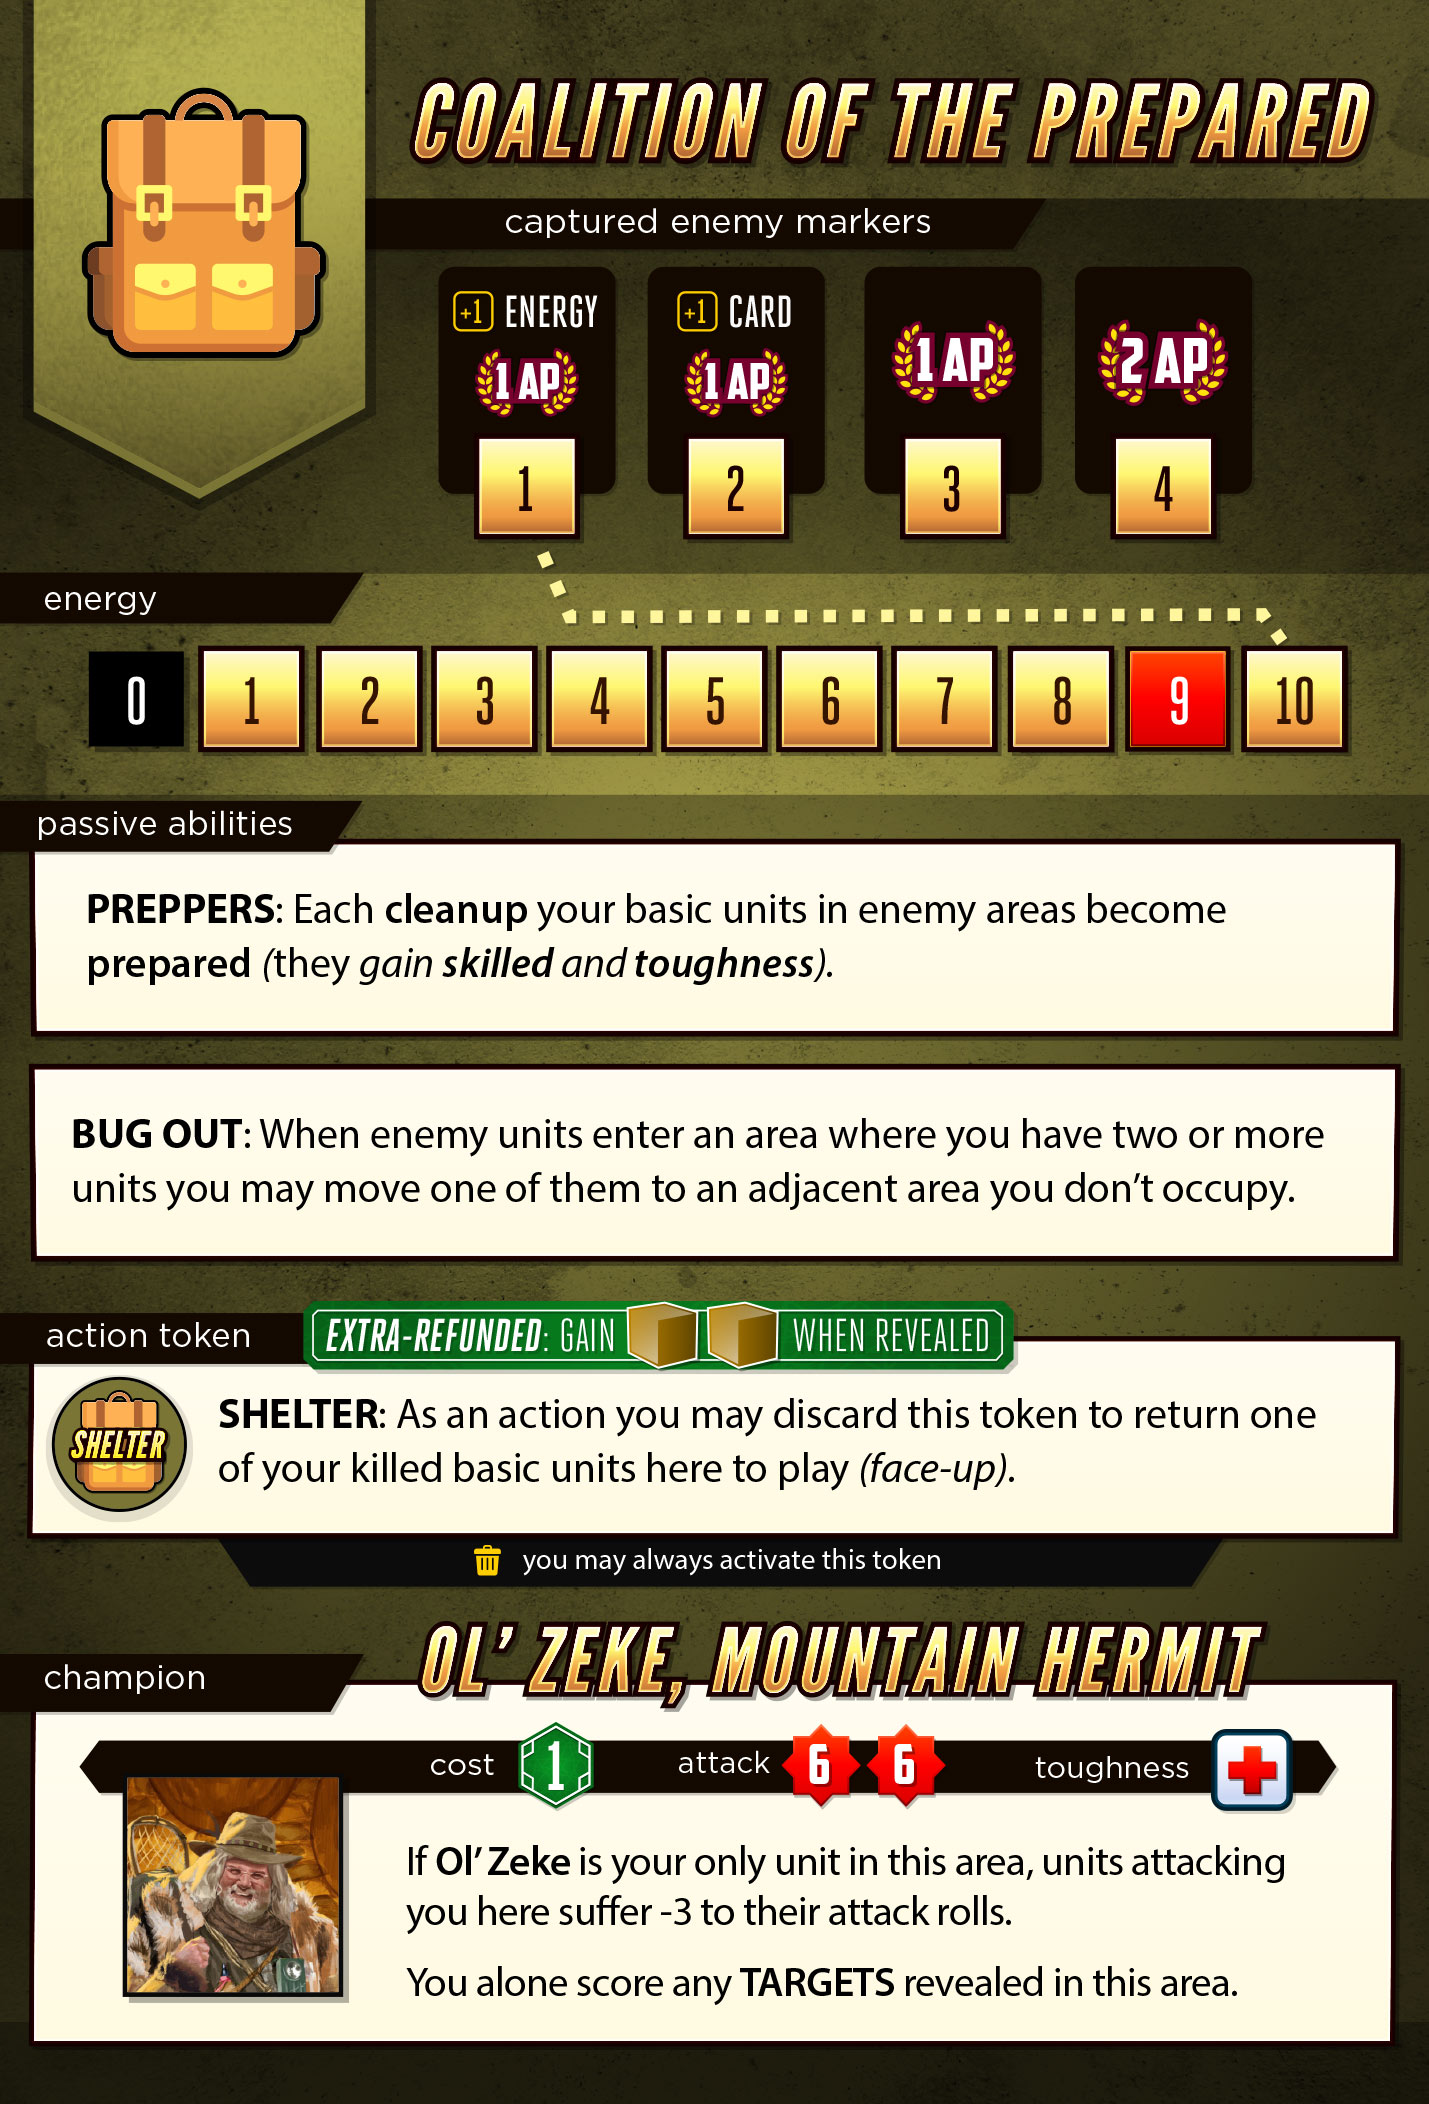 COALITION OF THE PREPARED
captured enemy markers
+1 ENERGY
1 AP
1
+1 CARD
1 AP
2
1 AP
3
2 AP
4
energy
0 1 2 3 4 5 6 7 8 9 10
passive abilities
PREPPERS: Each cleanup your basic units in enemy areas become
prepared (they gain skilled and toughness).
BUG OUT: When enemy units enter an area where you have two or more
units you may move one of them to an adjacent area you don’t occupy.
action token
EXTRA-REFUNDED: GAIN WHEN REVEALED
SHELTER
SHELTER: As an action you may discard this token to return one
of your killed basic units here to play (face-up).
you may always activate this token
champion
OL’ ZEKE, MOUNTAIN HERMIT
cost 1 attack 6 6 toughness
If Ol’ Zeke is your only unit in this area, units attacking
you here suffer -3 to their attack rolls.
You alone score any TARGETS revealed in this area.